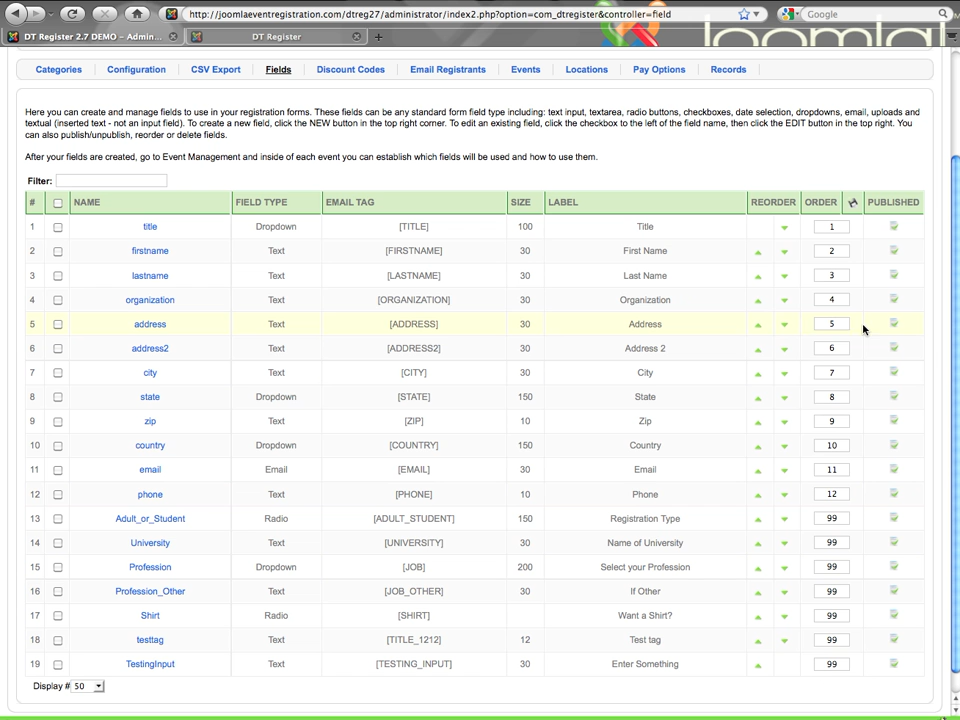 http://joomlaeventregistration.com/dtreg27/administrator/index2.php?option=com_dtregister&controller=field
Google
DT Register 2.7 DEMO – Admin...
DT Register
Joomla!
Categories Configuration CSV Export Fields Discount Codes Email Registrants Events Locations Pay Options Records
Here you can create and manage fields to use in your registration forms. These fields can be any standard form field type including: text input, textarea, radio buttons, checkboxes, date selection, dropdowns, email, uploads and
textual (inserted text - not an input field). To create a new field, click the NEW button in the top right corner. To edit an existing field, click the checkbox to the left of the field name, then click the EDIT button in the top right. You
can also publish/unpublish, reorder or delete fields.
After your fields are created, go to Event Management and inside of each event you can establish which fields will be used and how to use them.
Filter:
# NAME FIELD TYPE EMAIL TAG SIZE LABEL REORDER ORDER PUBLISHED
1 title Dropdown [TITLE] 100 Title 1
2 firstname Text [FIRSTNAME] 30 First Name 2
3 lastname Text [LASTNAME] 30 Last Name 3
4 organization Text [ORGANIZATION] 30 Organization 4
5 address Text [ADDRESS] 30 Address 5
6 address2 Text [ADDRESS2] 30 Address 2 6
7 city Text [CITY] 30 City 7
8 state Dropdown [STATE] 150 State 8
9 zip Text [ZIP] 10 Zip 9
10 country Dropdown [COUNTRY] 150 Country 10
11 email Email [EMAIL] 30 Email 11
12 phone Text [PHONE] 10 Phone 12
13 Adult_or_Student Radio [ADULT_STUDENT] 150 Registration Type 99
14 University Text [UNIVERSITY] 30 Name of University 99
15 Profession Dropdown [JOB] 200 Select your Profession 99
16 Profession_Other Text [JOB_OTHER] 30 If Other 99
17 Shirt Radio [SHIRT] Want a Shirt? 99
18 testtag Text [TITLE_1212] 12 Test tag 99
19 TestingInput Text [TESTING_INPUT] 30 Enter Something 99
Display # 50